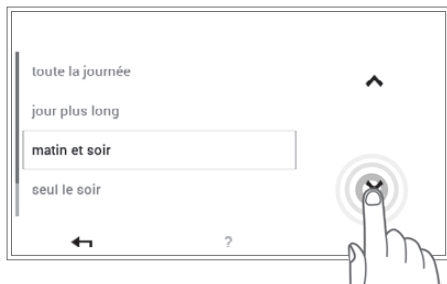 toute la journée
jour plus long
matin et soir
seul le soir
?